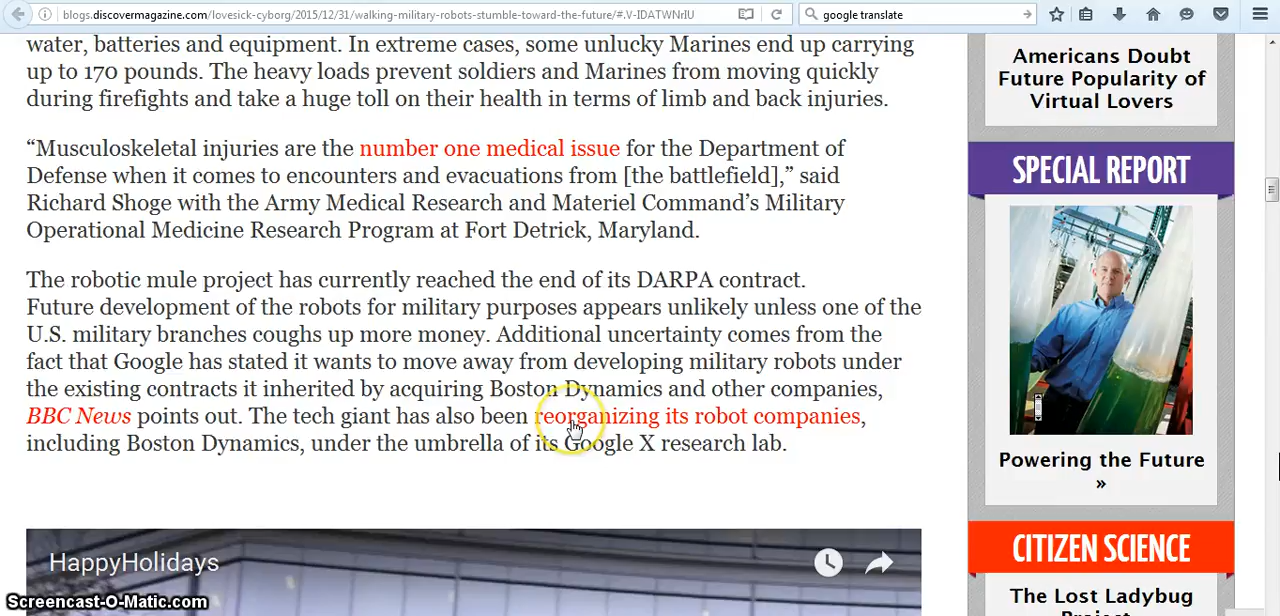 blogs.discovermagazine.com/lovesick-cyborg/2015/12/31/walking-military-robots-stumble-toward-the-future/#.V-IDATWNrIU
google translate
water, batteries and equipment. In extreme cases, some unlucky Marines end up carrying
up to 170 pounds. The heavy loads prevent soldiers and Marines from moving quickly
during firefights and take a huge toll on their health in terms of limb and back injuries.
“Musculoskeletal injuries are the number one medical issue for the Department of
Defense when it comes to encounters and evacuations from [the battlefield],” said
Richard Shoge with the Army Medical Research and Materiel Command’s Military
Operational Medicine Research Program at Fort Detrick, Maryland.
The robotic mule project has currently reached the end of its DARPA contract.
Future development of the robots for military purposes appears unlikely unless one of the
U.S. military branches coughs up more money. Additional uncertainty comes from the
fact that Google has stated it wants to move away from developing military robots under
the existing contracts it inherited by acquiring Boston Dynamics and other companies,
BBC News points out. The tech giant has also been reorganizing its robot companies,
including Boston Dynamics, under the umbrella of its Google X research lab.
HappyHolidays
Screencast-O-Matic.com
Americans Doubt
Future Popularity of
Virtual Lovers
SPECIAL REPORT
Powering the Future
»
CITIZEN SCIENCE
The Lost Ladybug
Project